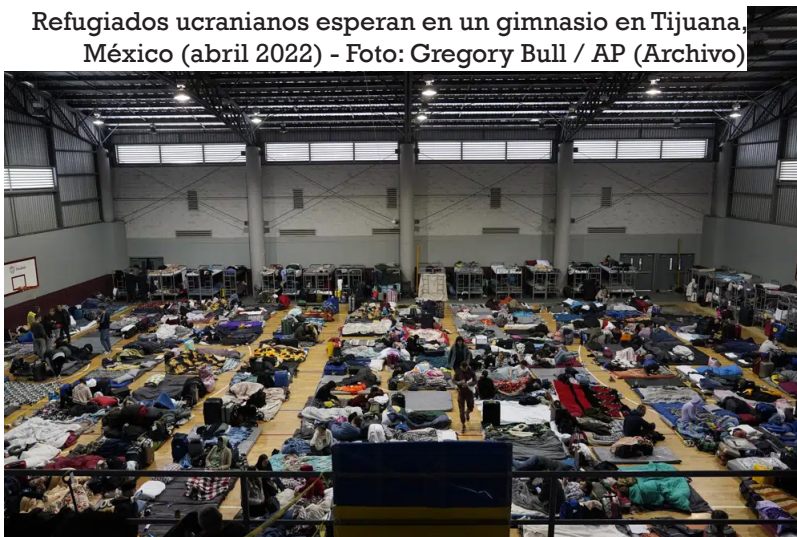 Refugiados ucranianos esperan en un gimnasio en Tijuana,
México (abril 2022) - Foto: Gregory Bull / AP (Archivo)